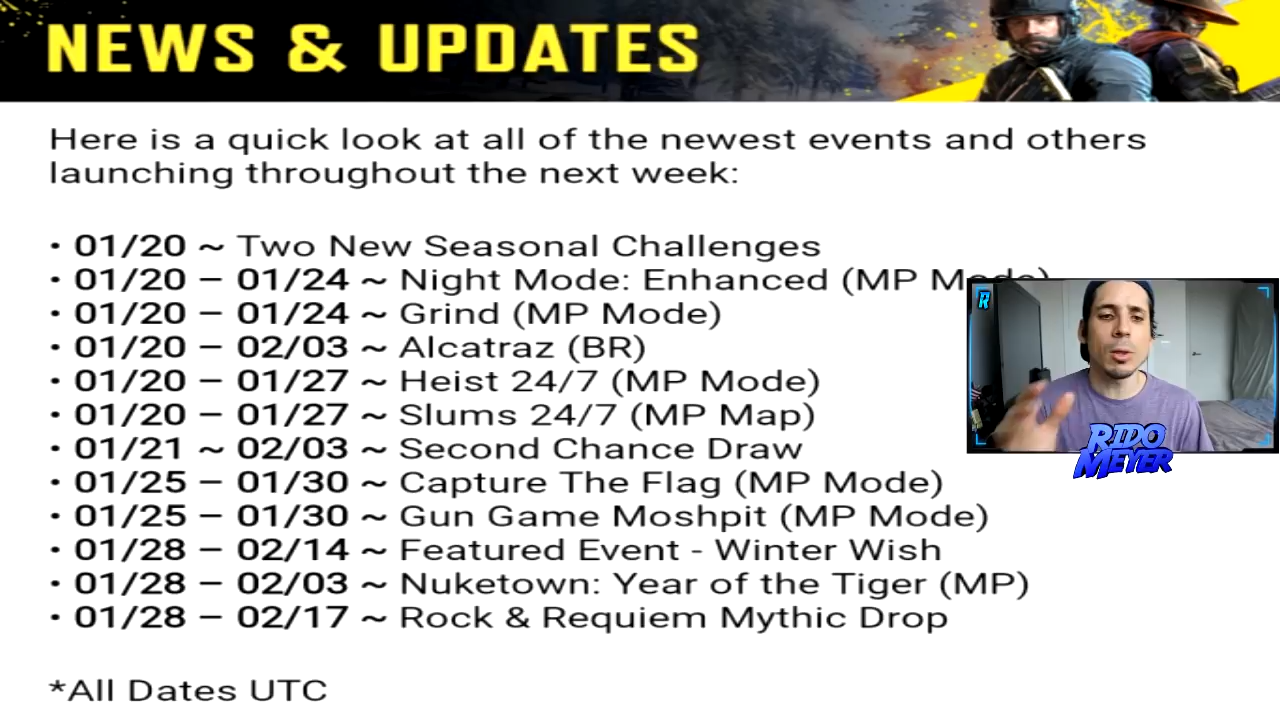 NEWS & UPDATES
Here is a quick look at all of the newest events and others
launching throughout the next week:
• 01/20 ~ Two New Seasonal Challenges
• 01/20 – 01/24 ~ Night Mode: Enhanced (MP Mode)
• 01/20 – 01/24 ~ Grind (MP Mode)
• 01/20 – 02/03 ~ Alcatraz (BR)
• 01/20 – 01/27 ~ Heist 24/7 (MP Mode)
• 01/20 – 01/27 ~ Slums 24/7 (MP Map)
• 01/21 ~ 02/03 ~ Second Chance Draw
• 01/25 – 01/30 ~ Capture The Flag (MP Mode)
• 01/25 – 01/30 ~ Gun Game Moshpit (MP Mode)
• 01/28 – 02/14 ~ Featured Event - Winter Wish
• 01/28 – 02/03 ~ Nuketown: Year of the Tiger (MP)
• 01/28 – 02/17 ~ Rock & Requiem Mythic Drop
*All Dates UTC
R
RIDO
MEYER